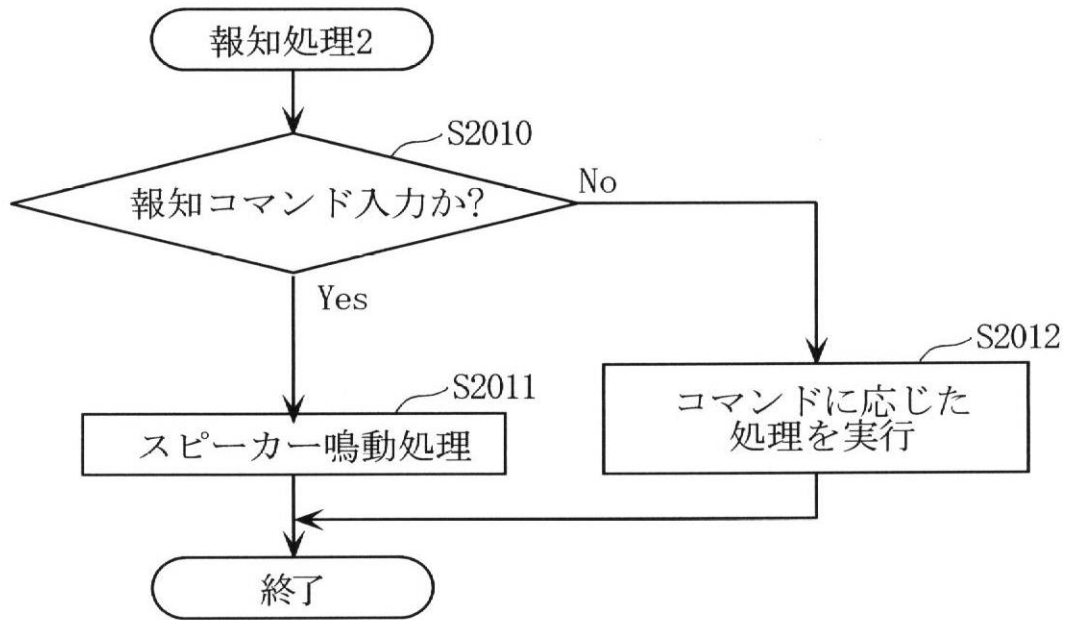 報知処理2
S2010
報知コマンド入力か?
No
Yes
S2012
S2011
コマンドに応じた
処理を実行
スピーカー鳴動処理
終了